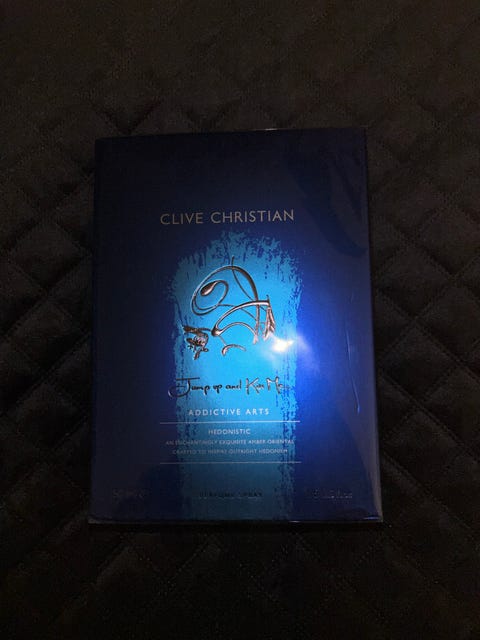 CLIVE CHRISTIAN
Jump up and Kiss Me
ADDICTIVE ARTS
HEDONISTIC
AN ENCHANTINGLY EXQUISITE AMBER ORIENTAL
CRAFTED TO INSPIRE OUTRIGHT HEDONISM
PERFUME SPRAY